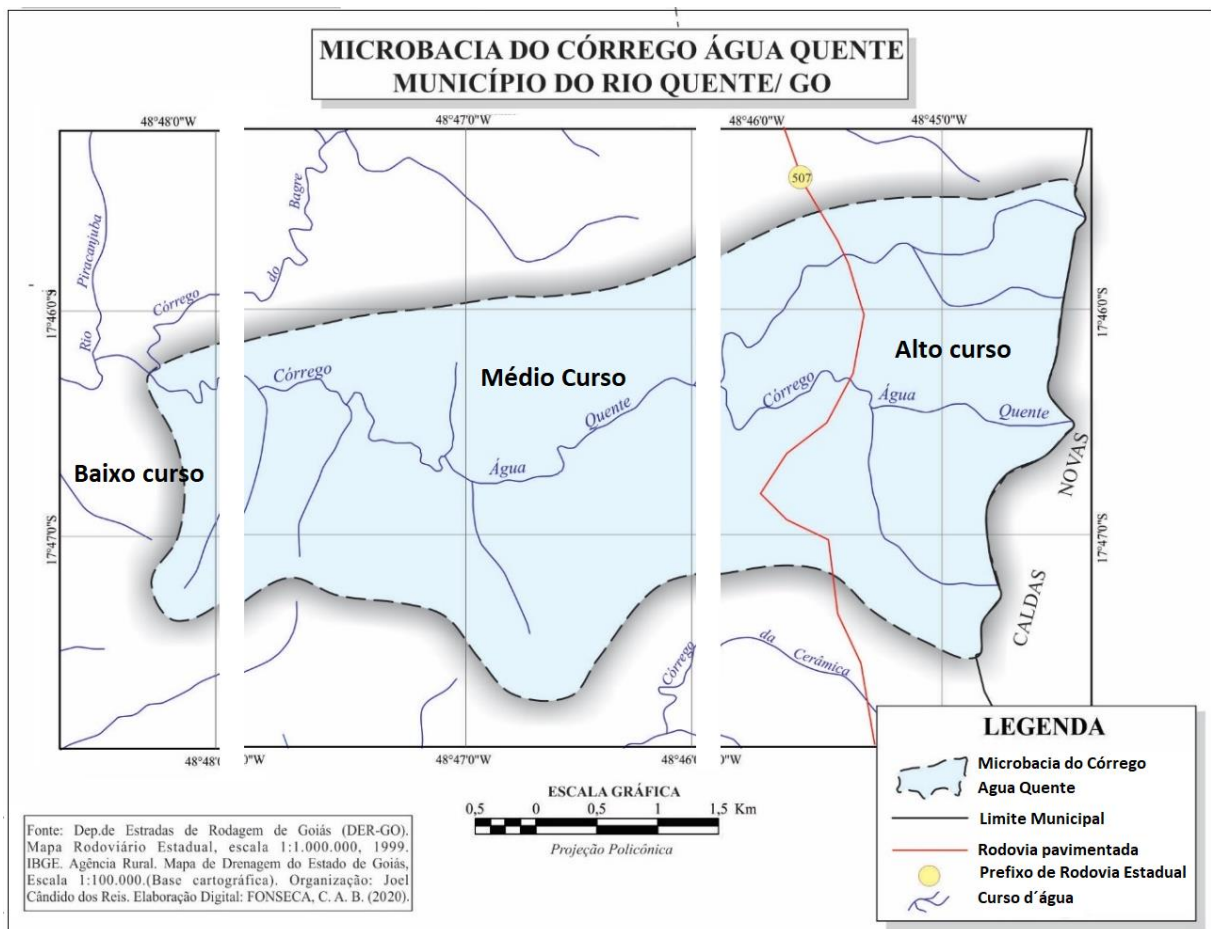 MICROBACIA DO CÓRREGO ÁGUA QUENTE
MUNICÍPIO DO RIO QUENTE/ GO
48°48'0"W
48°47'0"W
48°46'0"W
48°45'0"W
507
Piracanjuba
Rio
Córrego
do
Bagre
17°46'0"S
17°46'0"S
Alto curso
Médio Curso
Córrego
Quente
Água
Córrego
Água
Quente
Baixo curso
NOVAS
CALDAS
17°47'0"S
17°47'0"S
Córrego
da
Cerâmica
48°48'0
0"W
48°47'0"W
48°46'0
ESCALA GRÁFICA
0,5 0 0,5 1 1,5 Km
Projeção Policónica
Fonte: Dep.de Estradas de Rodagem de Goiás (DER-GO).
Mapa Rodoviário Estadual, escala 1:1.000.000, 1999.
IBGE. Agência Rural. Mapa de Drenagem do Estado de Goiás,
Escala 1:100.000.(Base cartográfica). Organização: Joel
Cândido dos Reis. Elaboração Digital: FONSECA, C. A. B. (2020).
LEGENDA
Microbacia do Córrego
Agua Quente
Limite Municipal
Rodovia pavimentada
Prefixo de Rodovia Estadual
Curso d´água